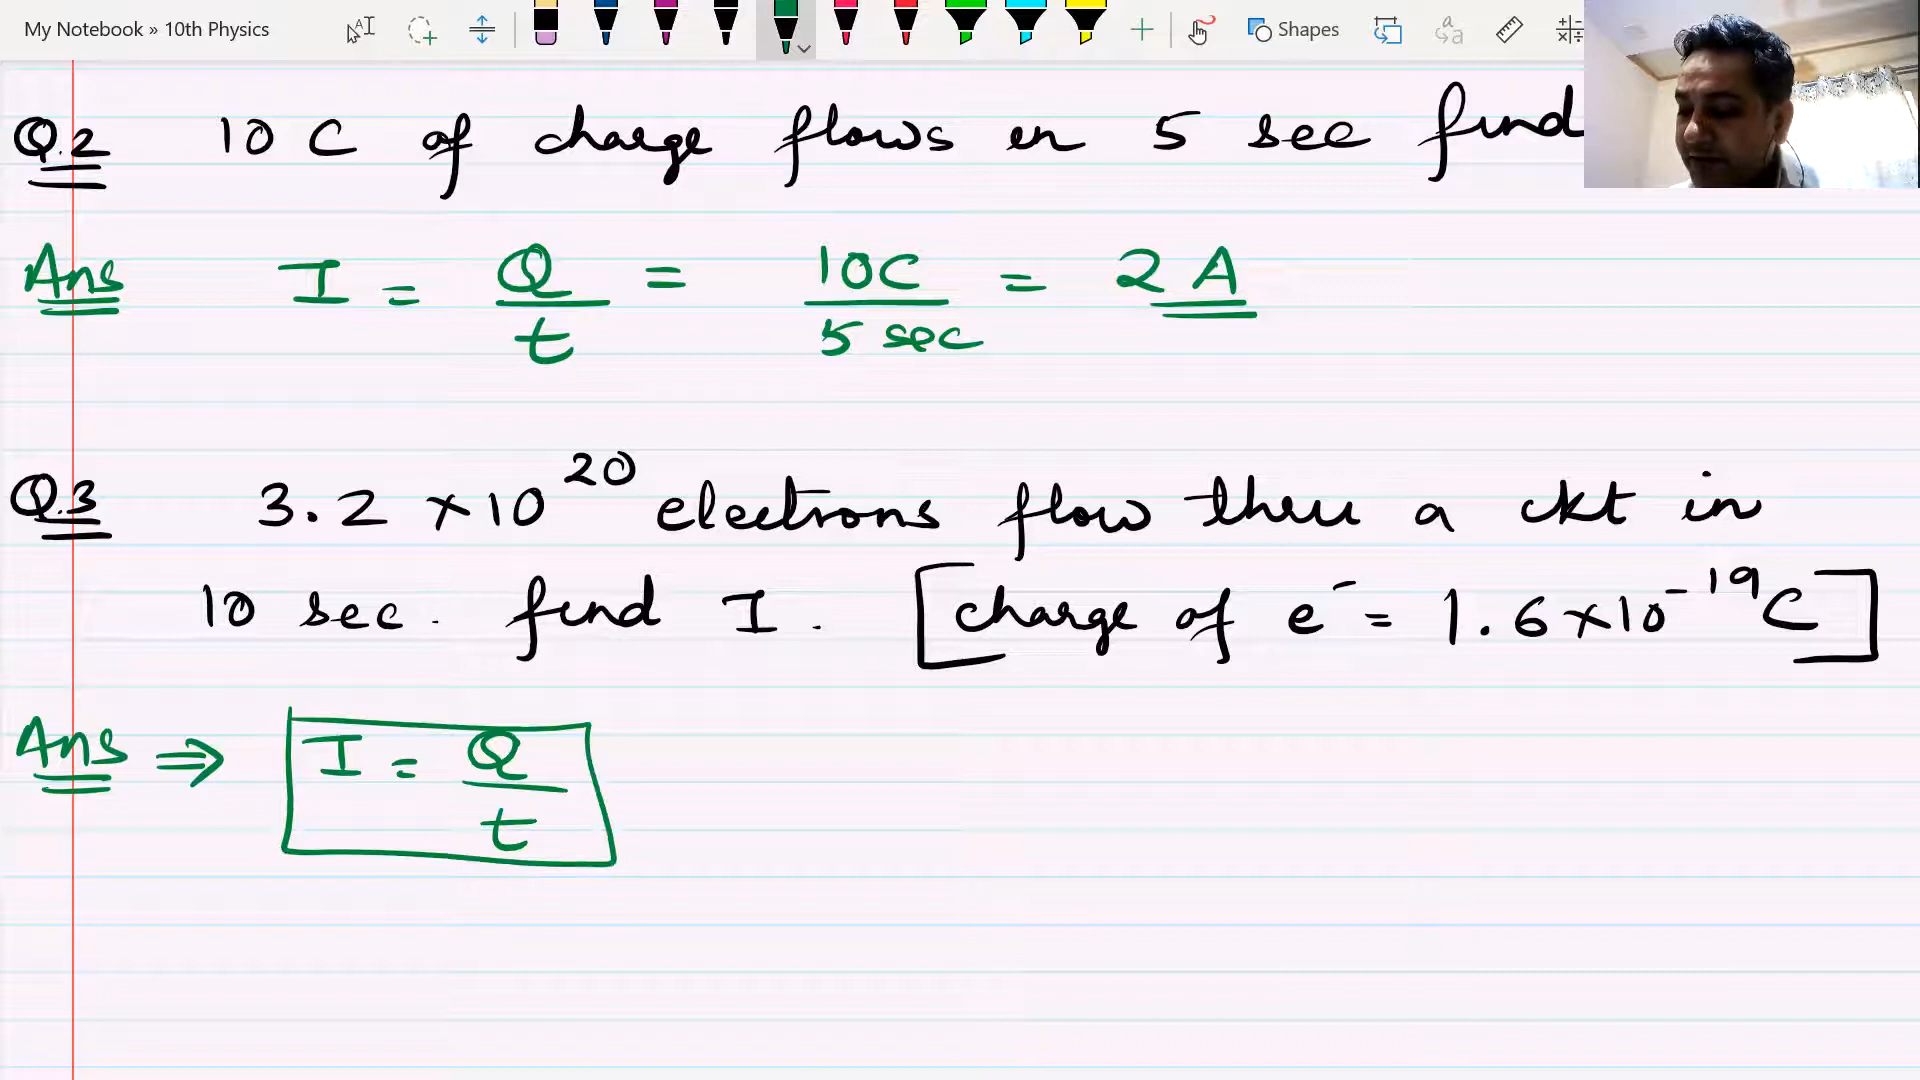 My Notebook » 10th Physics
Shapes
Q.2 10 C of charge flows in 5 sec find
Ans I = Q/t = 10C/5 sec = 2 A
Q.3 3.2 × 10^20 electrons flow thru a ckt in
10 sec. find I. [charge of e⁻ = 1.6 × 10^-19 C]
Ans ⇒ I = Q/t